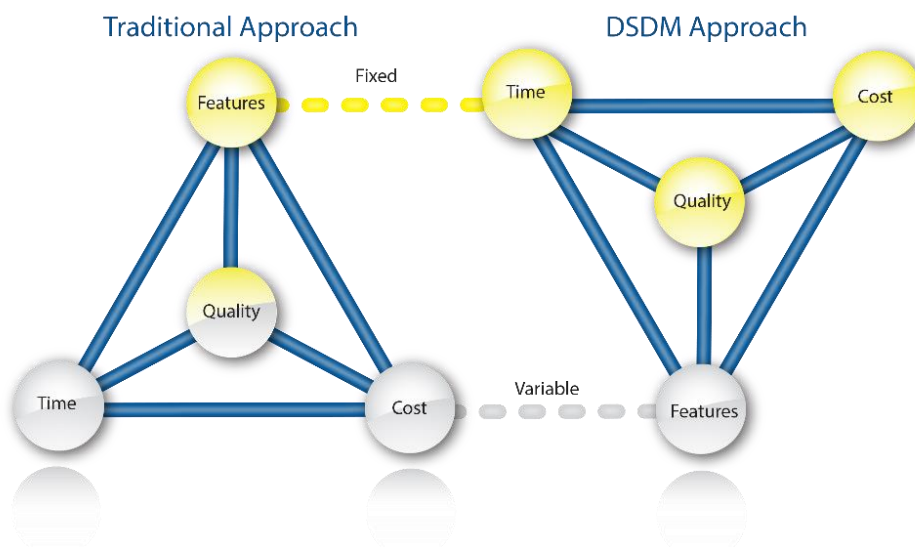 Traditional Approach
DSDM Approach
Fixed
Features
Time
Cost
Quality
Quality
Time
Cost
Variable
Features